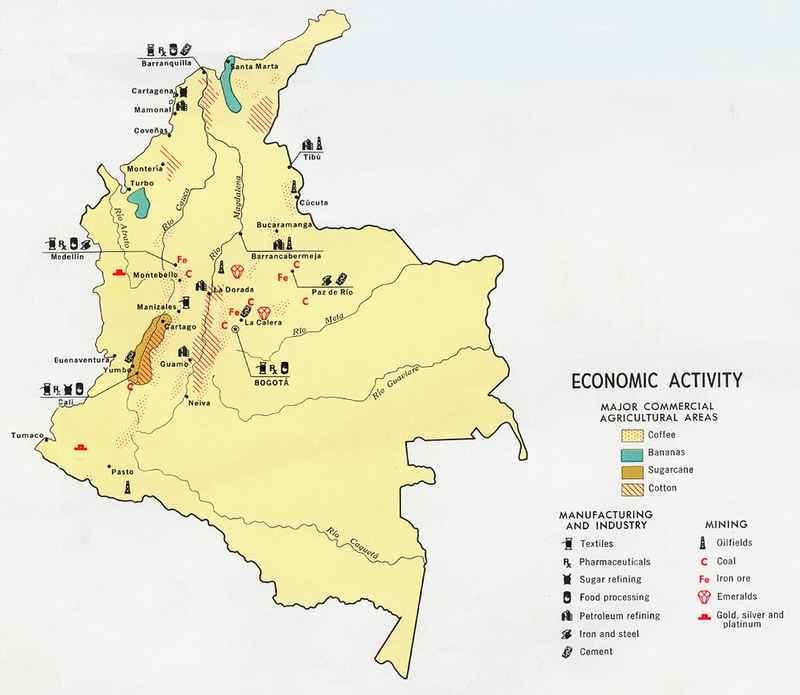 Santa Marta
Barranquilla
Cartagena
Mamonal
Coveñas
Tibú
Montería
Turbo
Cúcuta
Río Cauca
Magdalena
Río
Río Atrato
Bucaramanga
Medellín
Fe
Barrancabermeja
C
Fe
Montebello
C
C
Paz de Río
La Dorada
Manizales
C
C
Fe
Cartago
C
La Calera
Río Meta
Buenaventura
Yumbo
Guamo
BOGOTÁ
Río Guaviare
Cali
C
Neiva
Tumaco
Pasto
Río Caquetá
ECONOMIC ACTIVITY
MAJOR COMMERCIAL
AGRICULTURAL AREAS
Coffee
Bananas
Sugarcane
Cotton
MANUFACTURING
AND INDUSTRY
Textiles
Pharmaceuticals
Sugar refining
Food processing
Petroleum refining
Iron and steel
Cement
MINING
Oilfields
C Coal
Fe Iron ore
Emeralds
Gold, silver and
platinum